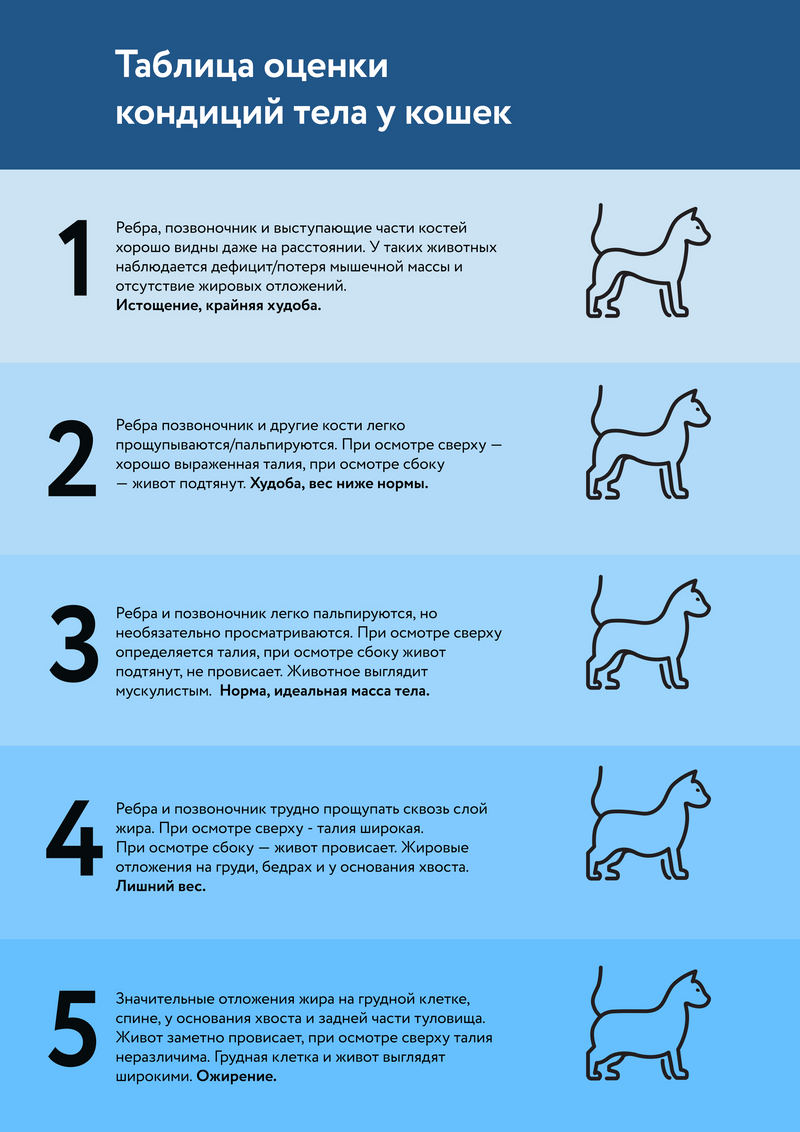 Таблица оценки
кондиций тела у кошек
1
Ребра, позвоночник и выступающие части костей
хорошо видны даже на расстоянии. У таких животных
наблюдается дефицит/потеря мышечной массы и
отсутствие жировых отложений.
Истощение, крайняя худоба.
2
Ребра позвоночник и другие кости легко
прощупываются/пальпируются. При осмотре сверху —
хорошо выраженная талия, при осмотре сбоку
— живот подтянут. Худоба, вес ниже нормы.
3
Ребра и позвоночник легко пальпируются, но
необязательно просматриваются. При осмотре сверху
определяется талия, при осмотре сбоку живот
подтянут, не провисает. Животное выглядит
мускулистым. Норма, идеальная масса тела.
4
Ребра и позвоночник трудно прощупать сквозь слой
жира. При осмотре сверху - талия широкая.
При осмотре сбоку — живот провисает. Жировые
отложения на груди, бедрах и у основания хвоста.
Лишний вес.
5
Значительные отложения жира на грудной клетке,
спине, у основания хвоста и задней части туловища.
Живот заметно провисает, при осмотре сверху талия
неразличима. Грудная клетка и живот выглядят
широкими. Ожирение.